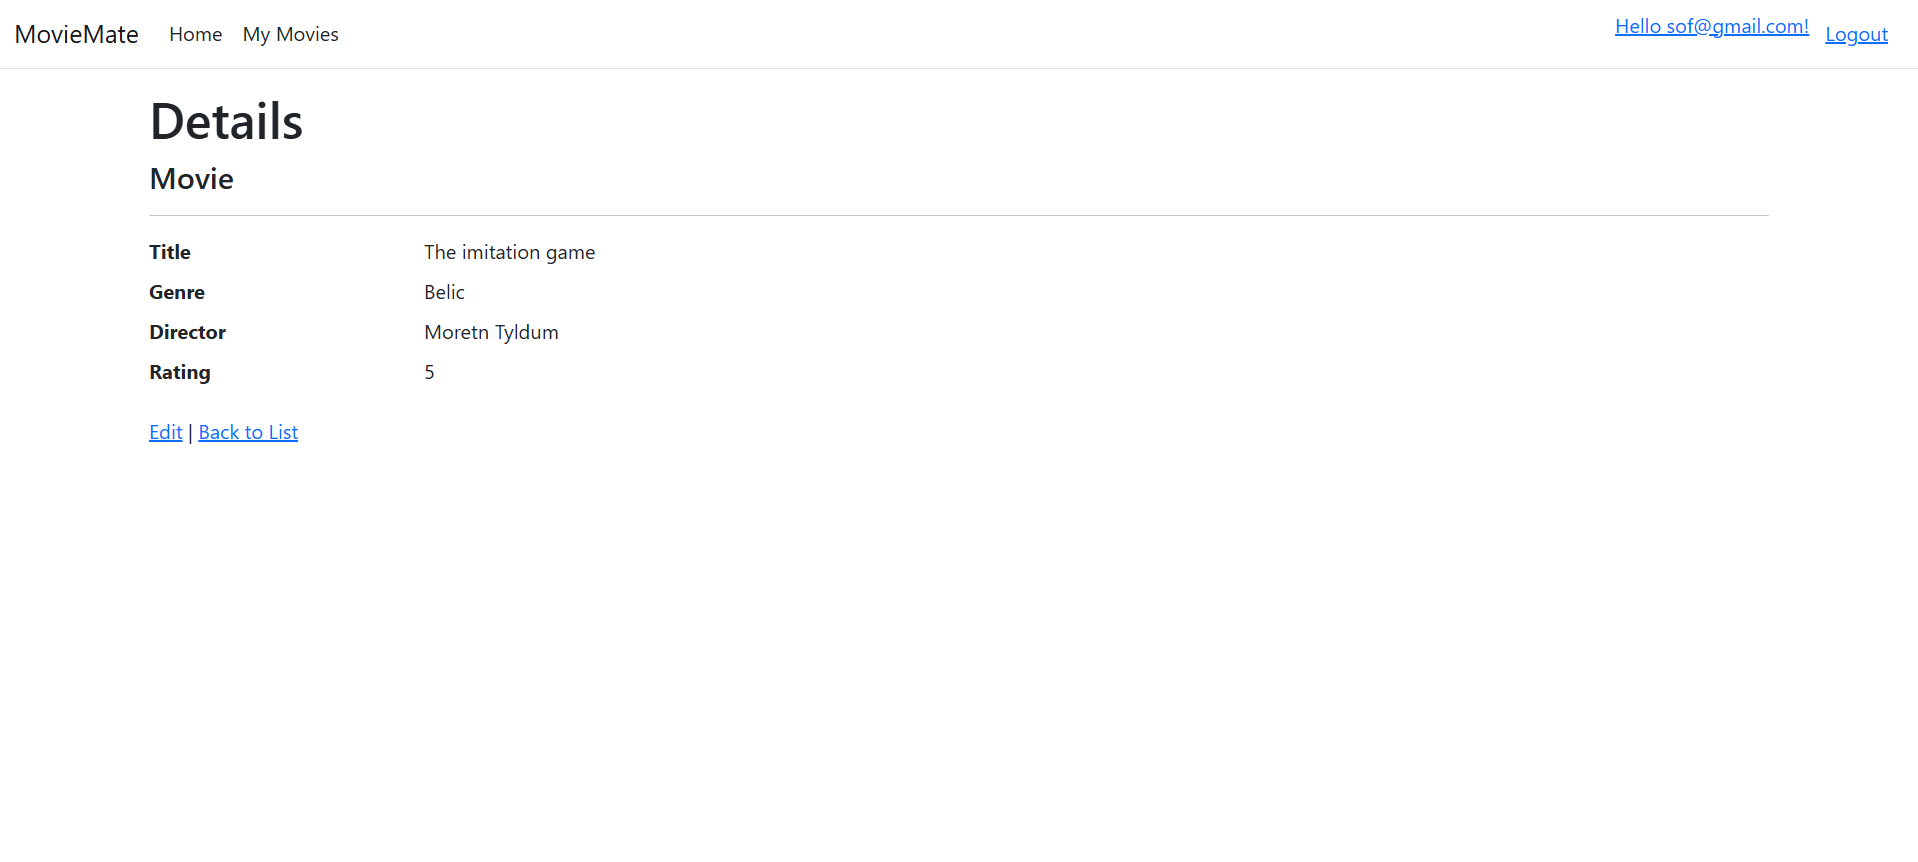 MovieMate Home My Movies Hello sof@gmail.com! Logout
Details
Movie
Title The imitation game
Genre Belic
Director Moretn Tyldum
Rating 5
Edit | Back to List